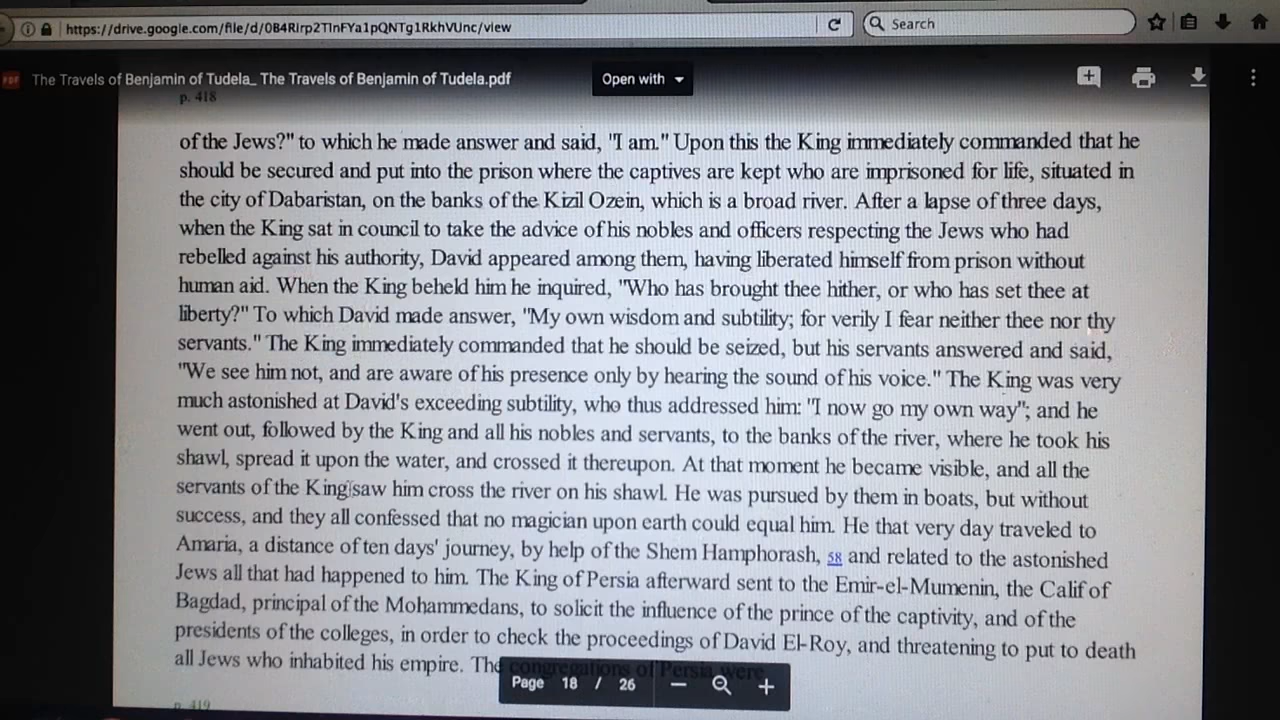 https://drive.google.com/file/d/0B4Rirp2TlnFYa1pQNTg1RkhVUnc/view
Search
The Travels of Benjamin of Tudela_ The Travels of Benjamin of Tudela.pdf
Open with
p. 418
of the Jews?" to which he made answer and said, "I am." Upon this the King immediately commanded that he
should be secured and put into the prison where the captives are kept who are imprisoned for life, situated in
the city of Dabaristan, on the banks of the Kizil Ozein, which is a broad river. After a lapse of three days,
when the King sat in council to take the advice of his nobles and officers respecting the Jews who had
rebelled against his authority, David appeared among them, having liberated himself from prison without
human aid. When the King beheld him he inquired, "Who has brought thee hither, or who has set thee at
liberty?" To which David made answer, "My own wisdom and subtility; for verily I fear neither thee nor thy
servants." The King immediately commanded that he should be seized, but his servants answered and said,
"We see him not, and are aware of his presence only by hearing the sound of his voice." The King was very
much astonished at David's exceeding subtility, who thus addressed him: "I now go my own way"; and he
went out, followed by the King and all his nobles and servants, to the banks of the river, where he took his
shawl, spread it upon the water, and crossed it thereupon. At that moment he became visible, and all the
servants of the King saw him cross the river on his shawl. He was pursued by them in boats, but without
success, and they all confessed that no magician upon earth could equal him. He that very day traveled to
Amaria, a distance of ten days' journey, by help of the Shem Hamphorash, 58 and related to the astonished
Jews all that had happened to him. The King of Persia afterward sent to the Emir-el-Mumenin, the Calif of
Bagdad, principal of the Mohammedans, to solicit the influence of the prince of the captivity, and of the
presidents of the colleges, in order to check the proceedings of David El-Roy, and threatening to put to death
all Jews who inhabited his empire. The congregations of Persia were
Page 18 / 26
p. 419